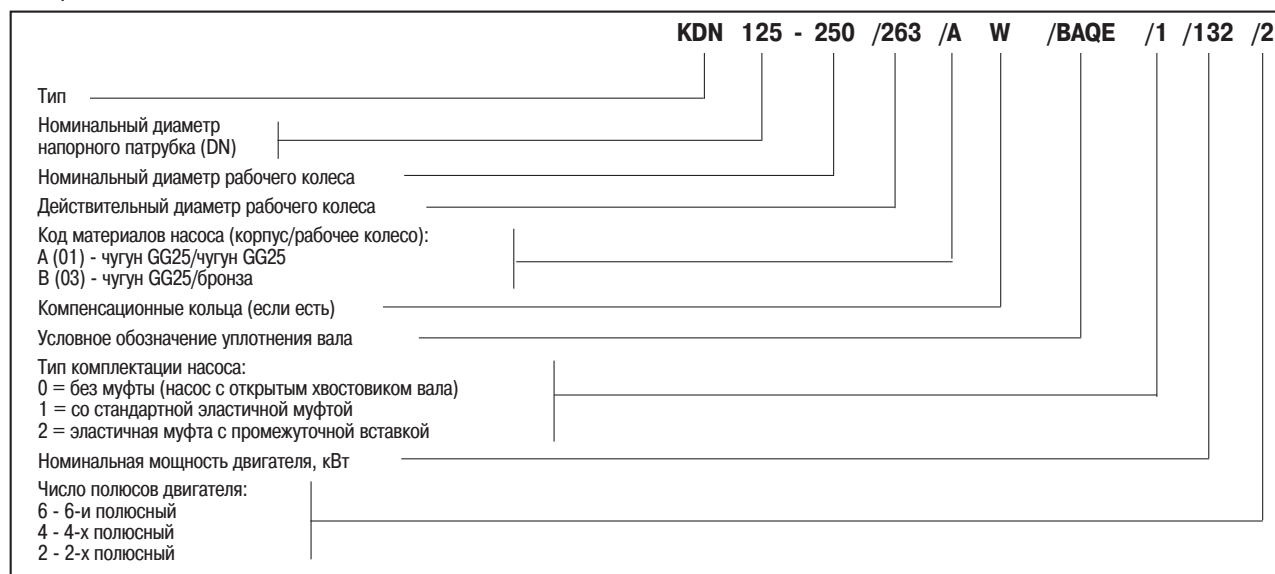 KDN 125 - 250 /263 /A W /BAQE /1 /132 /2
Тип
Номинальный диаметр
напорного патрубка (DN)
Номинальный диаметр рабочего колеса
Действительный диаметр рабочего колеса
Код материалов насоса (корпус/рабочее колесо):
A (01) - чугун GG25/чугун GG25
B (03) - чугун GG25/бронза
Компенсационные кольца (если есть)
Условное обозначение уплотнения вала
Тип комплектации насоса:
0 = без муфты (насос с открытым хвостовиком вала)
1 = со стандартной эластичной муфтой
2 = эластичная муфта с промежуточной вставкой
Номинальная мощность двигателя, кВт
Число полюсов двигателя:
6 - 6-и полюсный
4 - 4-х полюсный
2 - 2-х полюсный